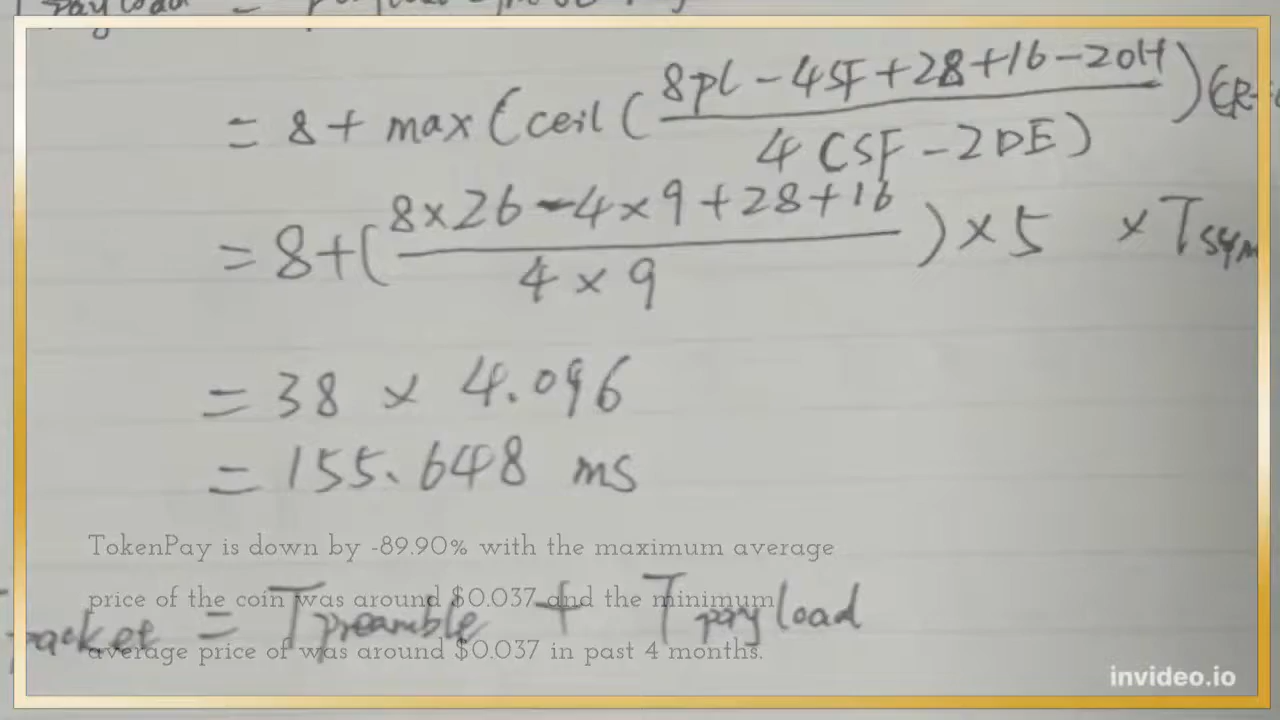 = 8 + max (ceil ( 8pl - 4SF + 28 + 16 - 20H ) (CR+
4 (SF - 2DE)
= 8 + ( 8 × 26 - 4 × 9 + 28 + 16 ) × 5 × Tsym
4 × 9
= 38 × 4.096
= 155.648 ms
TokenPay is down by -89.90% with the maximum average
price of the coin was around $0.037 and the minimum
packet = Tpreamble + Tpayload
average price of was around $0.037 in past 4 months.
invideo.io